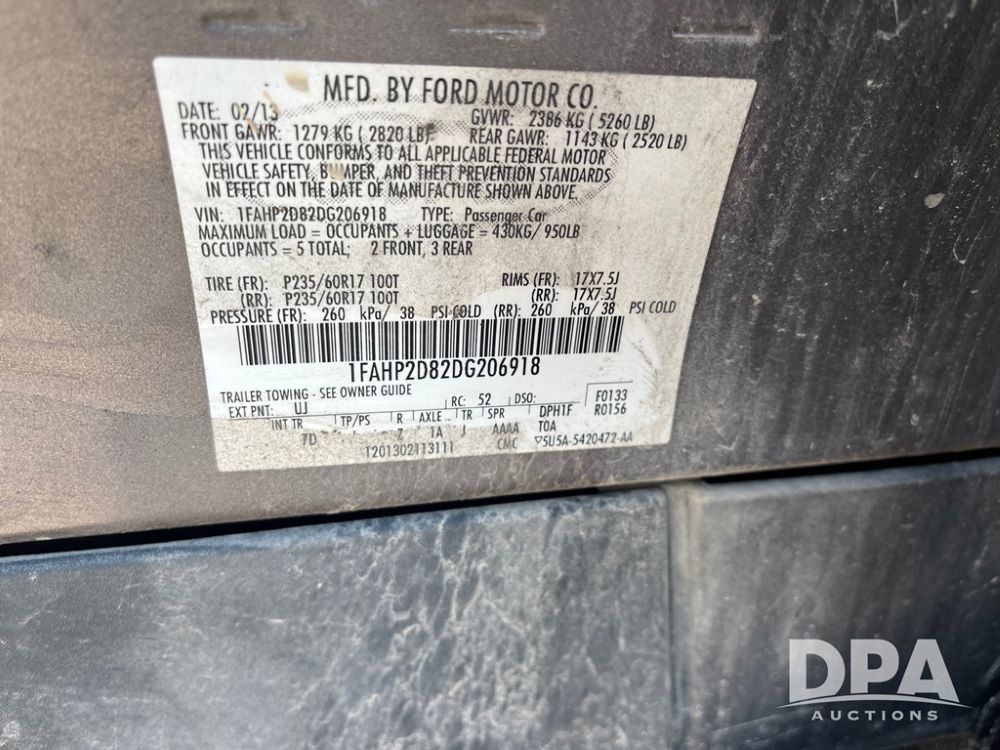 MFD. BY FORD MOTOR CO.
DATE: 02/13 GVWR: 2386 KG ( 5260 LB)
FRONT GAWR: 1279 KG ( 2820 LB) REAR GAWR: 1143 KG ( 2520 LB)
THIS VEHICLE CONFORMS TO ALL APPLICABLE FEDERAL MOTOR
VEHICLE SAFETY, BUMPER, AND THEFT PREVENTION STANDARDS
IN EFFECT ON THE DATE OF MANUFACTURE SHOWN ABOVE.
VIN: 1FAHP2D82DG206918 TYPE: Passenger Car
MAXIMUM LOAD = OCCUPANTS + LUGGAGE = 430KG/ 950LB
OCCUPANTS = 5 TOTAL; 2 FRONT, 3 REAR
TIRE (FR): P235/60R17 100T RIMS (FR): 17X7.5J
(RR): P235/60R17 100T (RR): 17X7.5J
PRESSURE (FR): 260 kPa/ 38 PSI COLD (RR): 260 kPa/ 38 PSI COLD
1FAHP2D82DG206918
TRAILER TOWING - SEE OWNER GUIDE
EXT PNT: UJ RC: 52 DSO: F0133
INT TR TP/PS R AXLE TR SPR DPH1F R0156
7D Z 1A J AAAA TOA
T201302113111 CMC 5U5A-5420472-AA
DPA
AUCTIONS